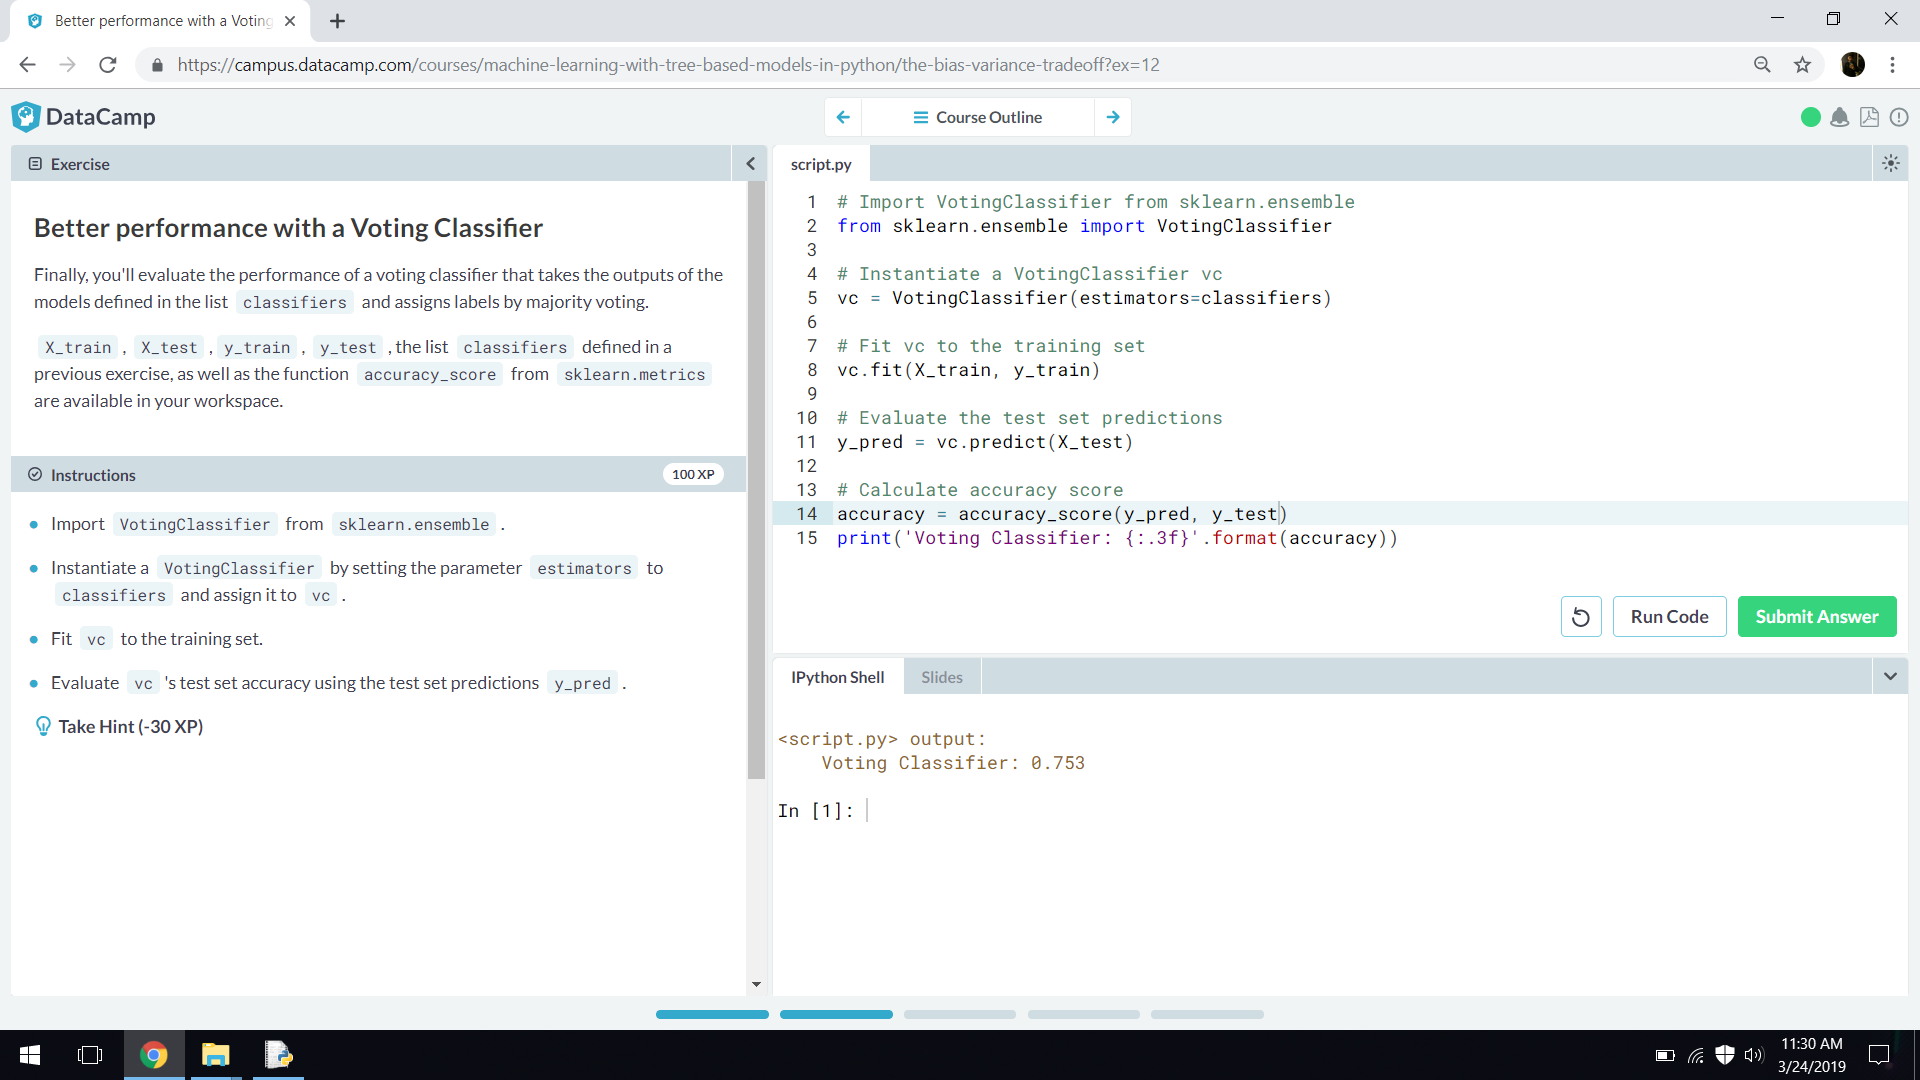 Better performance with a Voting
https://campus.datacamp.com/courses/machine-learning-with-tree-based-models-in-python/the-bias-variance-tradeoff?ex=12
DataCamp
Course Outline
Exercise
Better performance with a Voting Classifier
Finally, you'll evaluate the performance of a voting classifier that takes the outputs of the
models defined in the list classifiers and assigns labels by majority voting.
X_train , X_test , y_train , y_test , the list classifiers defined in a
previous exercise, as well as the function accuracy_score from sklearn.metrics
are available in your workspace.
Instructions
100 XP
Import VotingClassifier from sklearn.ensemble .
Instantiate a VotingClassifier by setting the parameter estimators to
classifiers and assign it to vc .
Fit vc to the training set.
Evaluate vc 's test set accuracy using the test set predictions y_pred .
Take Hint (-30 XP)
script.py
1 # Import VotingClassifier from sklearn.ensemble
2 from sklearn.ensemble import VotingClassifier
3
4 # Instantiate a VotingClassifier vc
5 vc = VotingClassifier(estimators=classifiers)
6
7 # Fit vc to the training set
8 vc.fit(X_train, y_train)
9
10 # Evaluate the test set predictions
11 y_pred = vc.predict(X_test)
12
13 # Calculate accuracy score
14 accuracy = accuracy_score(y_pred, y_test)
15 print('Voting Classifier: {:.3f}'.format(accuracy))
Run Code
Submit Answer
IPython Shell
Slides
<script.py> output:
Voting Classifier: 0.753
In [1]:
11:30 AM
3/24/2019